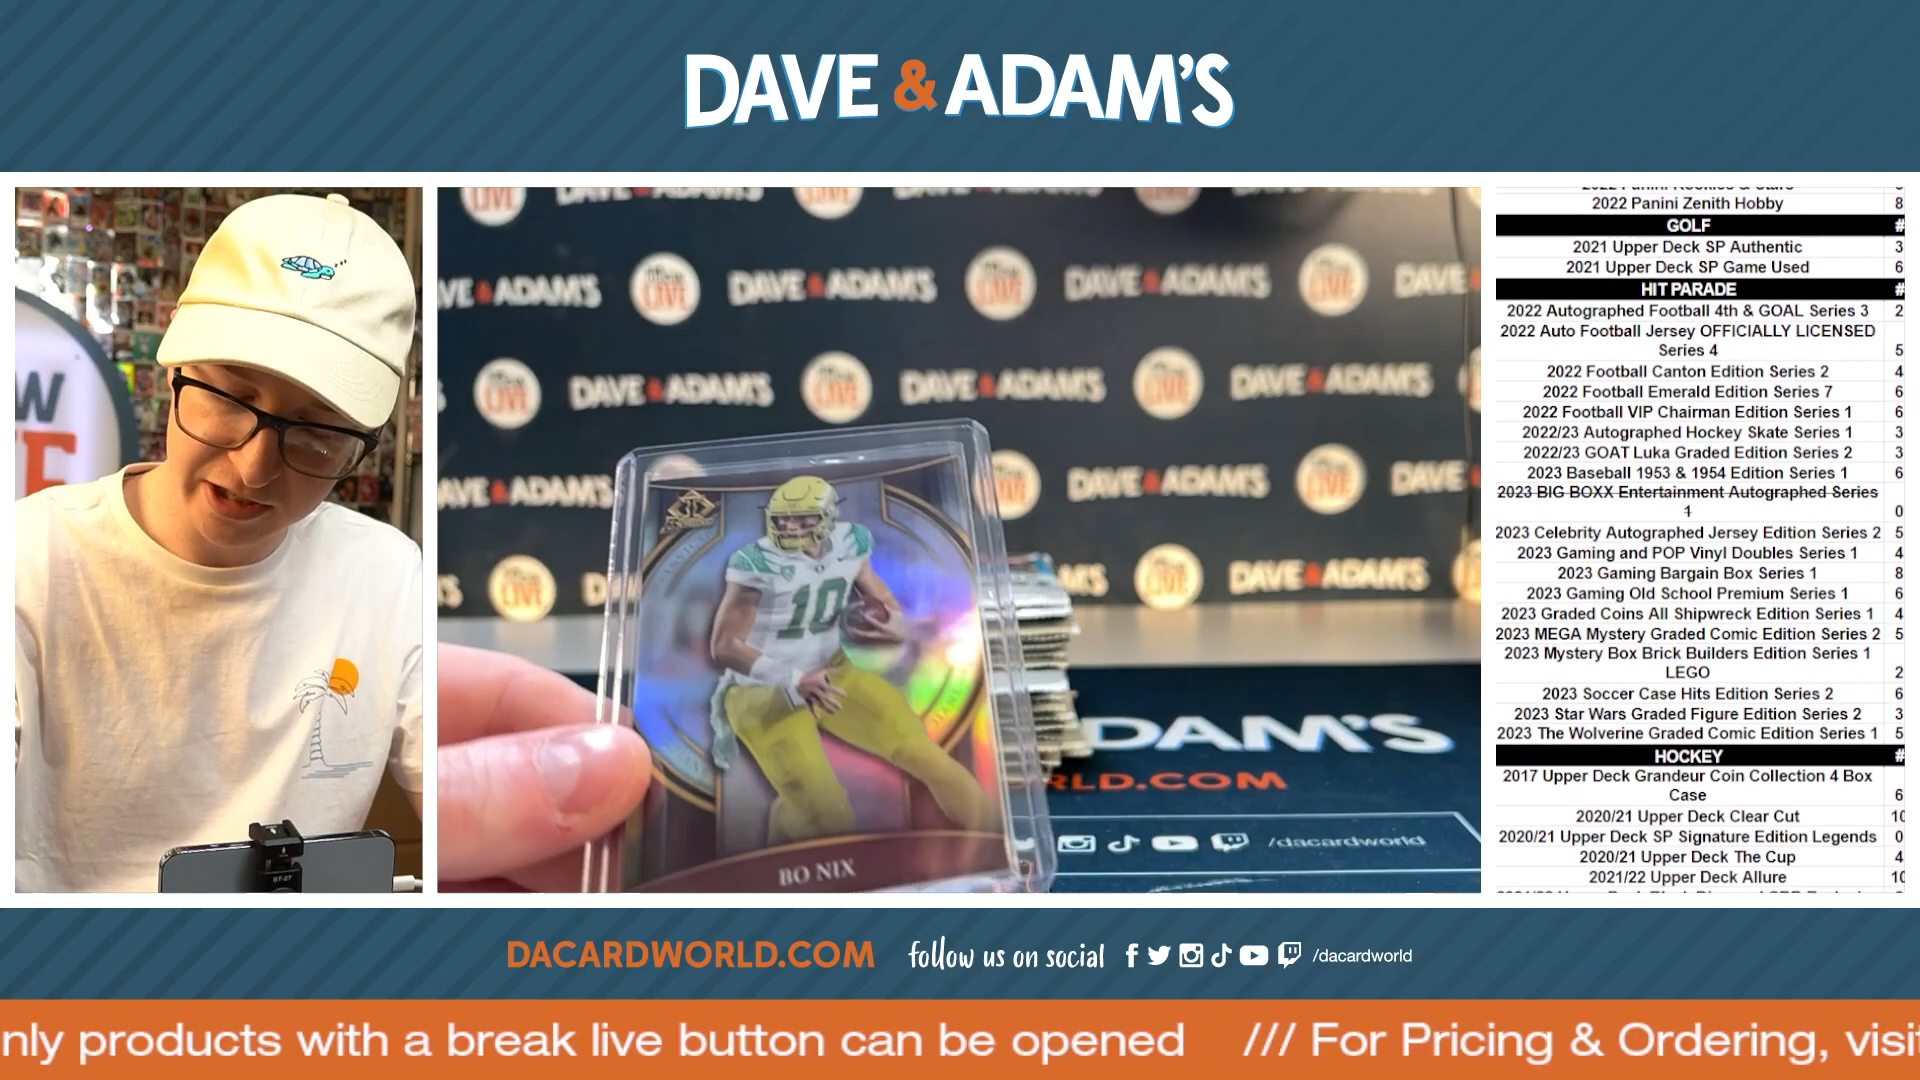 DAVE & ADAM'S
2022 Panini Zenith Hobby 8
GOLF #
2021 Upper Deck SP Authentic 3
2021 Upper Deck SP Game Used 6
HIT PARADE #
2022 Autographed Football 4th & GOAL Series 3 2
2022 Auto Football Jersey OFFICIALLY LICENSED
Series 4 5
2022 Football Canton Edition Series 2 4
2022 Football Emerald Edition Series 7 6
2022 Football VIP Chairman Edition Series 1 6
2022/23 Autographed Hockey Skate Series 1 3
2022/23 GOAT Luka Graded Edition Series 2 3
2023 Baseball 1953 & 1954 Edition Series 1 6
2023 BIG BOXX Entertainment Autographed Series
1 0
2023 Celebrity Autographed Jersey Edition Series 2 5
2023 Gaming and POP Vinyl Doubles Series 1 4
2023 Gaming Bargain Box Series 1 8
2023 Gaming Old School Premium Series 1 6
2023 Graded Coins All Shipwreck Edition Series 1 4
2023 MEGA Mystery Graded Comic Edition Series 2 5
2023 Mystery Box Brick Builders Edition Series 1
LEGO 2
2023 Soccer Case Hits Edition Series 2 6
2023 Star Wars Graded Figure Edition Series 2 3
2023 The Wolverine Graded Comic Edition Series 1 5
HOCKEY #
2017 Upper Deck Grandeur Coin Collection 4 Box
Case 6
2020/21 Upper Deck Clear Cut 10
2020/21 Upper Deck SP Signature Edition Legends 0
2020/21 Upper Deck The Cup 4
2021/22 Upper Deck Allure 10
LIVE
DAVE & ADAM'S
10
BO NIX
DAM'S
RLD.COM
/dacardworld
DACARDWORLD.COM follow us on social /dacardworld
nly products with a break live button can be opened /// For Pricing & Ordering, visit